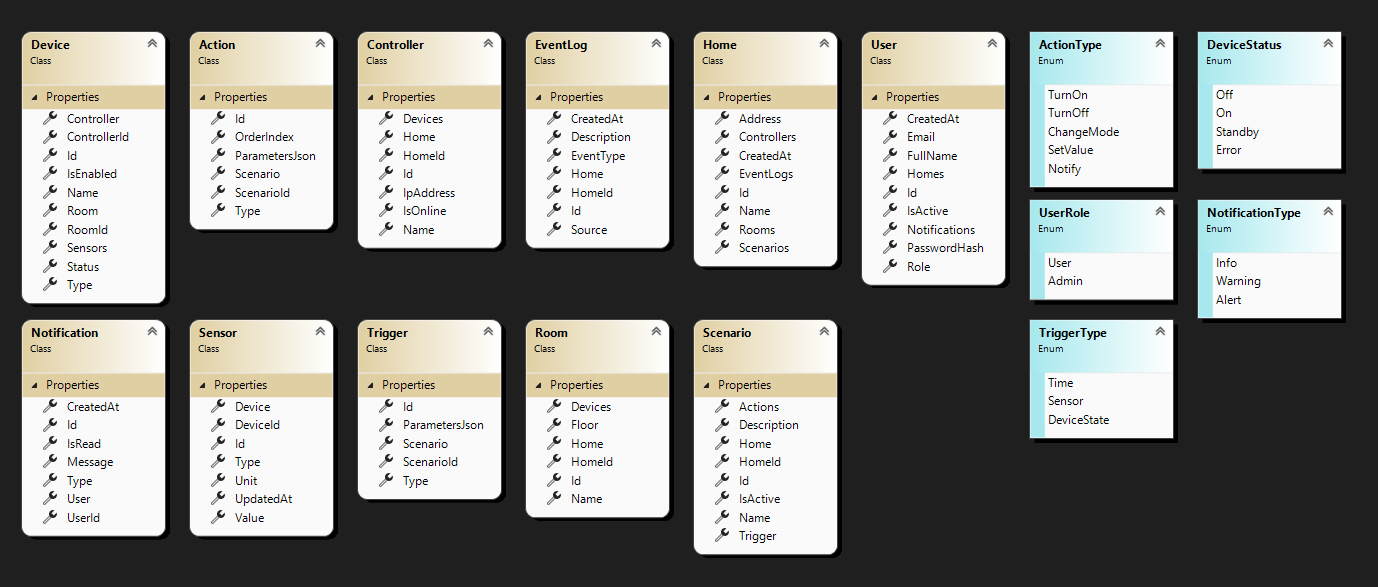 Device
Class
Properties
Controller
ControllerId
Id
IsEnabled
Name
Room
RoomId
Sensors
Status
Type
Action
Class
Properties
Id
OrderIndex
ParametersJson
Scenario
ScenarioId
Type
Controller
Class
Properties
Devices
Home
HomeId
Id
IpAddress
IsOnline
Name
EventLog
Class
Properties
CreatedAt
Description
EventType
Home
HomeId
Id
Source
Home
Class
Properties
Address
Controllers
CreatedAt
EventLogs
Id
Name
Rooms
Scenarios
User
Class
Properties
CreatedAt
Email
FullName
Homes
Id
IsActive
Notifications
PasswordHash
Role
ActionType
Enum
TurnOn
TurnOff
ChangeMode
SetValue
Notify
DeviceStatus
Enum
Off
On
Standby
Error
UserRole
Enum
User
Admin
NotificationType
Enum
Info
Warning
Alert
Notification
Class
Properties
CreatedAt
Id
IsRead
Message
Type
User
UserId
Sensor
Class
Properties
Device
DeviceId
Id
Type
Unit
UpdatedAt
Value
Trigger
Class
Properties
Id
ParametersJson
Scenario
ScenarioId
Type
Room
Class
Properties
Devices
Floor
Home
HomeId
Id
Name
Scenario
Class
Properties
Actions
Description
Home
HomeId
Id
IsActive
Name
Trigger
TriggerType
Enum
Time
Sensor
DeviceState